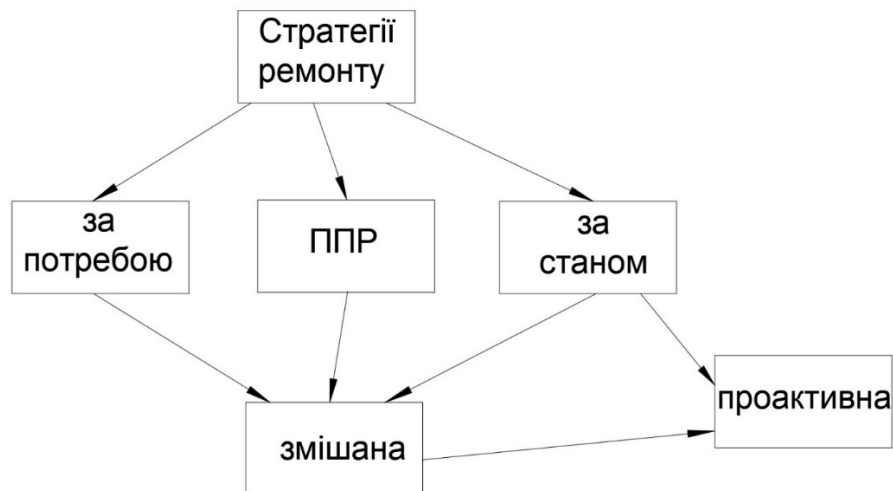 Стратегії
ремонту
за
потребою
ППР
за
станом
проактивна
змішана